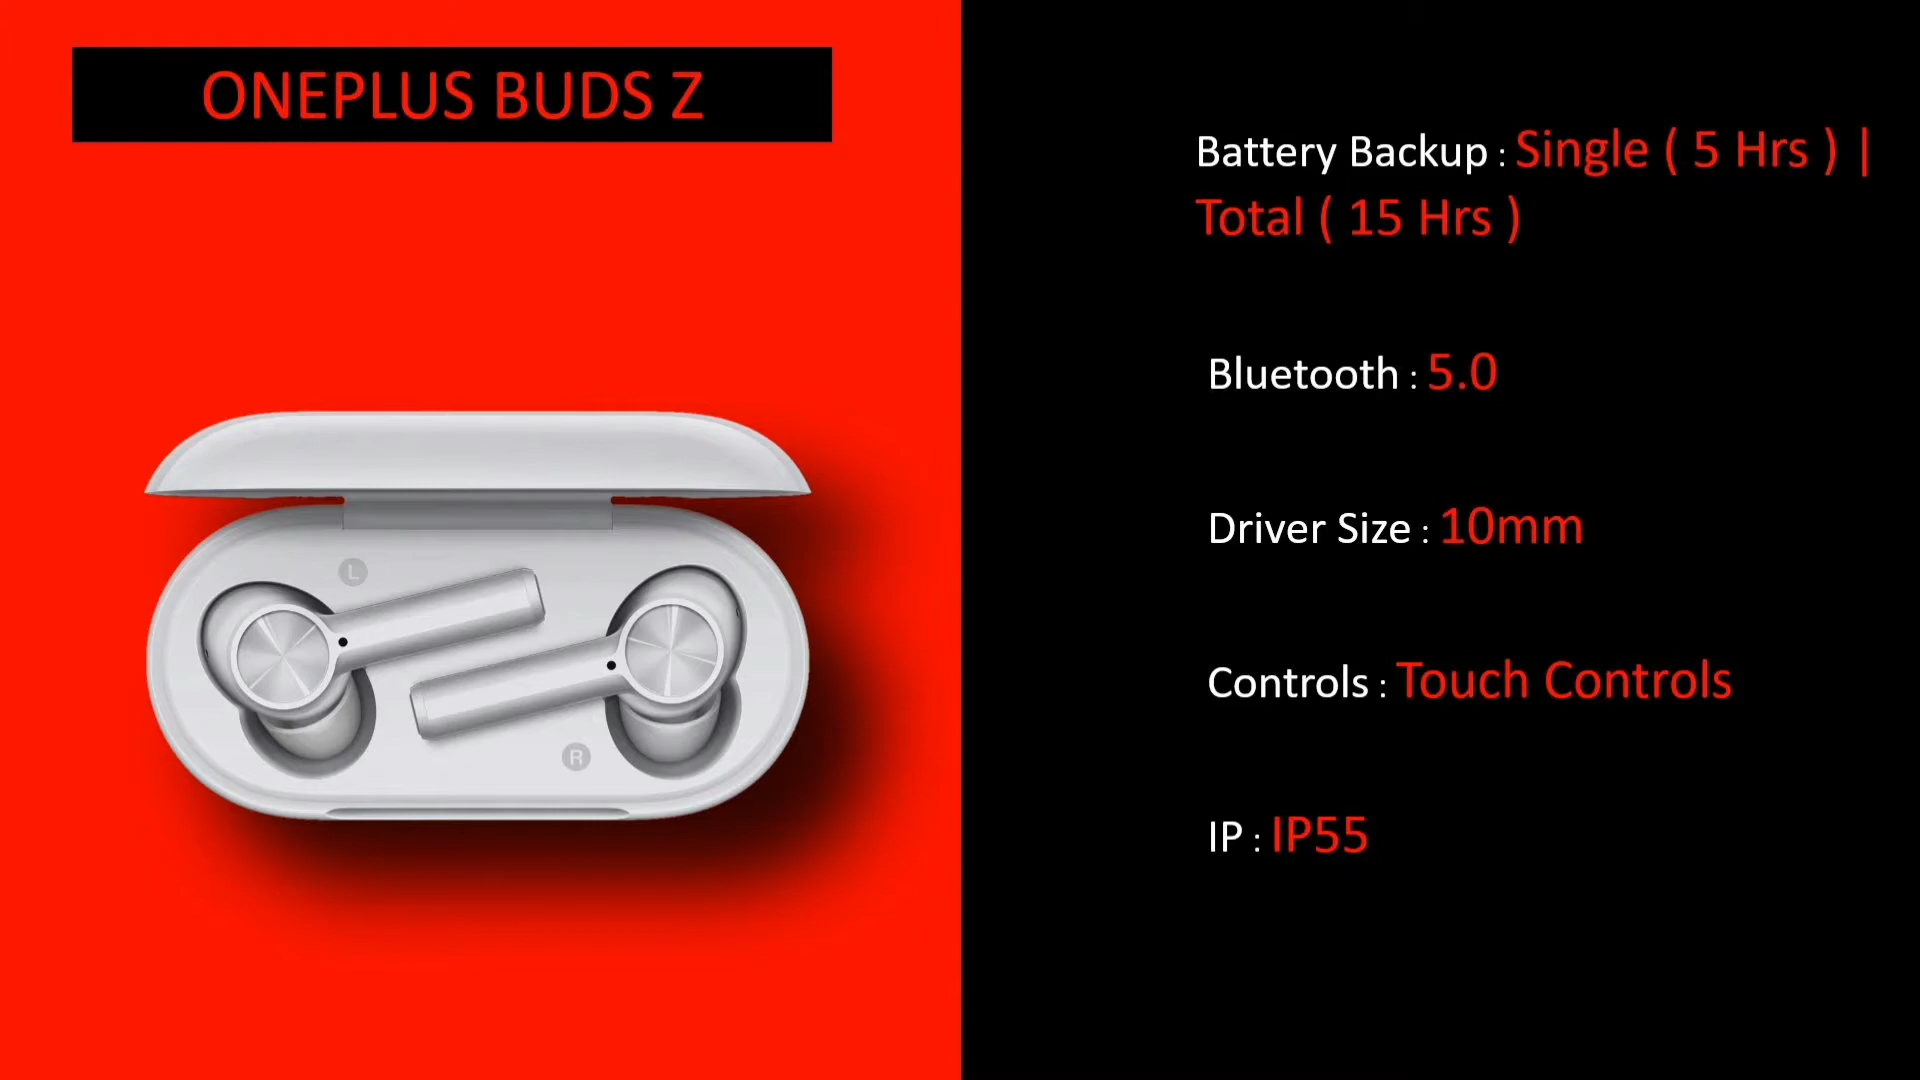 ONEPLUS BUDS Z
Battery Backup : Single ( 5 Hrs ) |
Total ( 15 Hrs )
Bluetooth : 5.0
Driver Size : 10mm
Controls : Touch Controls
IP : IP55
L
R